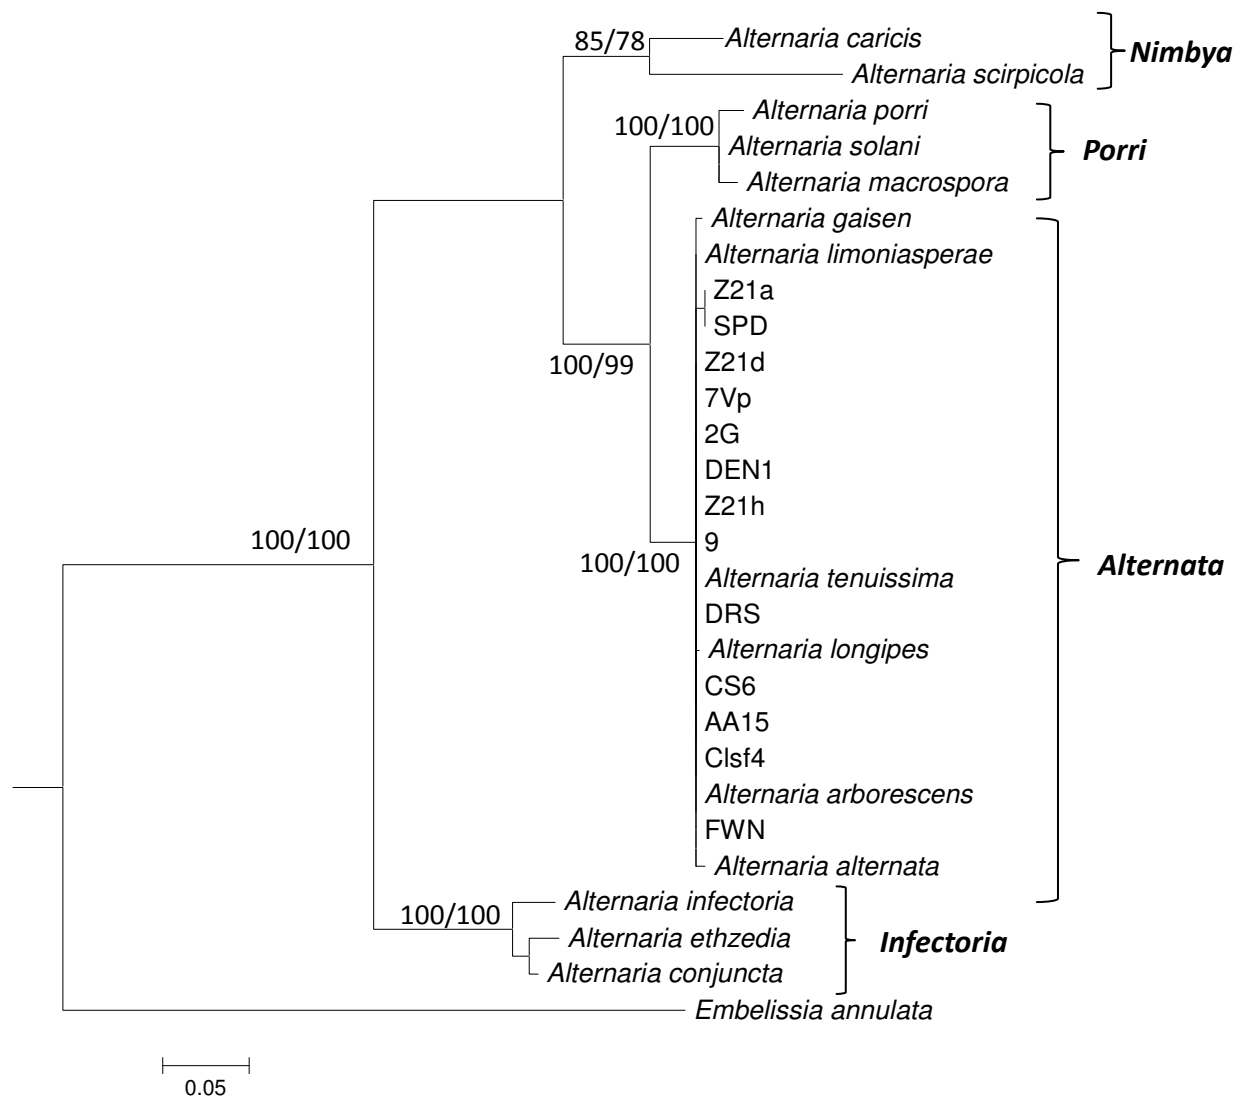 85/78
Alternaria caricis
Nimbya
Alternaria scirpicola
Alternaria porri
100/100
Alternaria solani
Porri
Alternaria macrospora
Alternaria gaisen
Alternaria limoniasperae
Z21a
SPD
Z21d
100/99
7Vp
2G
DEN1
Z21h
100/100
9
100/100
Alternata
Alternaria tenuissima
DRS
Alternaria longipes
CS6
AA15
Clsf4
Alternaria arborescens
FWN
Alternaria alternata
Alternaria infectoria
100/100
Alternaria ethzedia
Infectoria
Alternaria conjuncta
Embelissia annulata
0.05